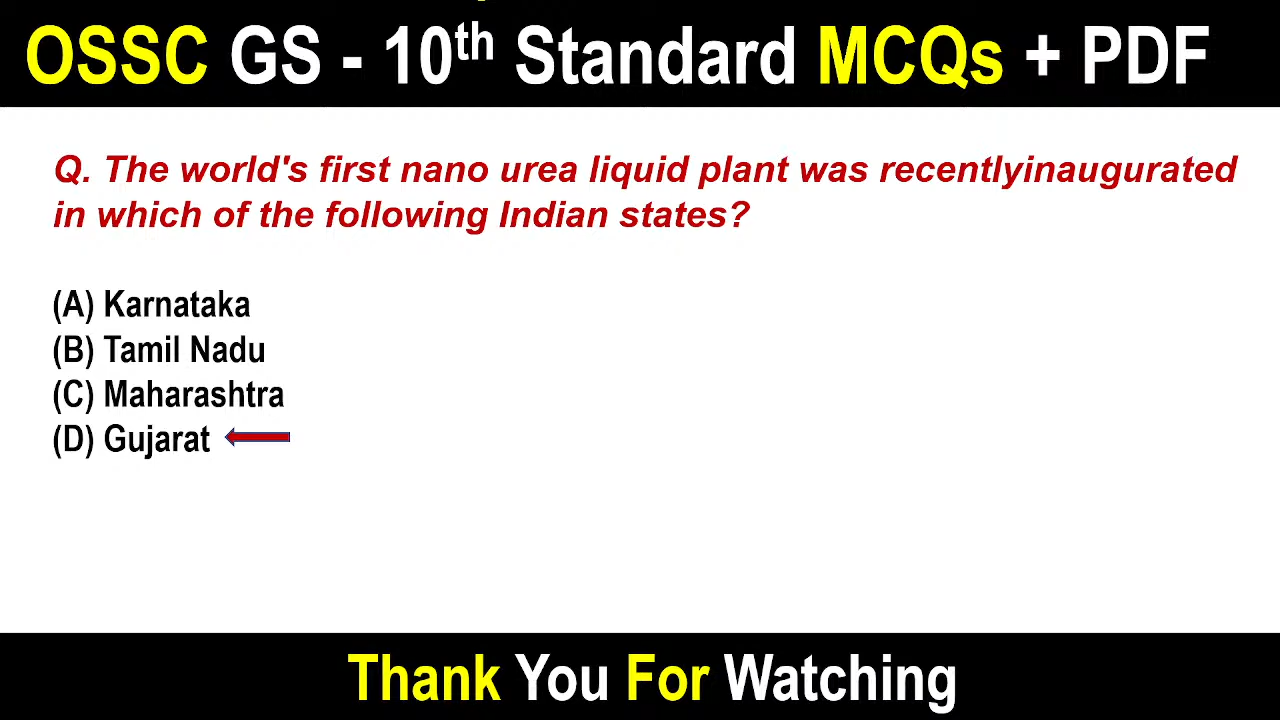 OSSC GS - 10th Standard MCQs + PDF
Q. The world's first nano urea liquid plant was recentlyinaugurated
in which of the following Indian states?
(A) Karnataka
(B) Tamil Nadu
(C) Maharashtra
(D) Gujarat
Thank You For Watching